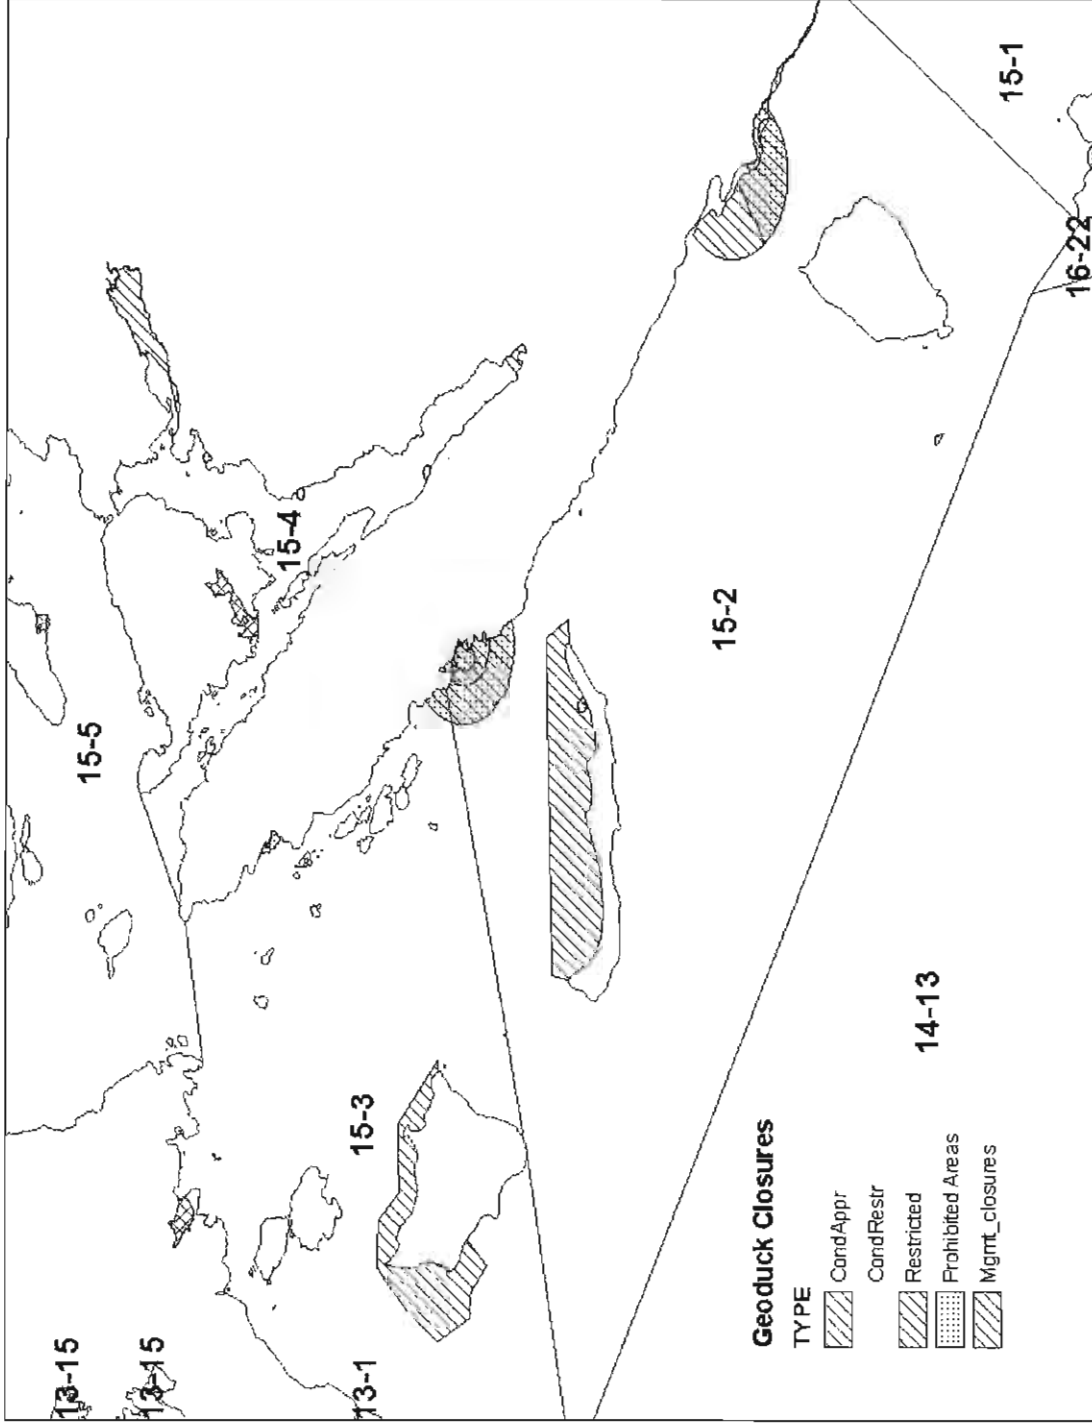 13-15
13-15
13-1
15-5
15-4
15-3
15-2
14-13
15-1
16-22
Geoduck Closures
TYPE
CondAppr
CondRestr
Restricted
Prohibited Areas
Mgmt_closures